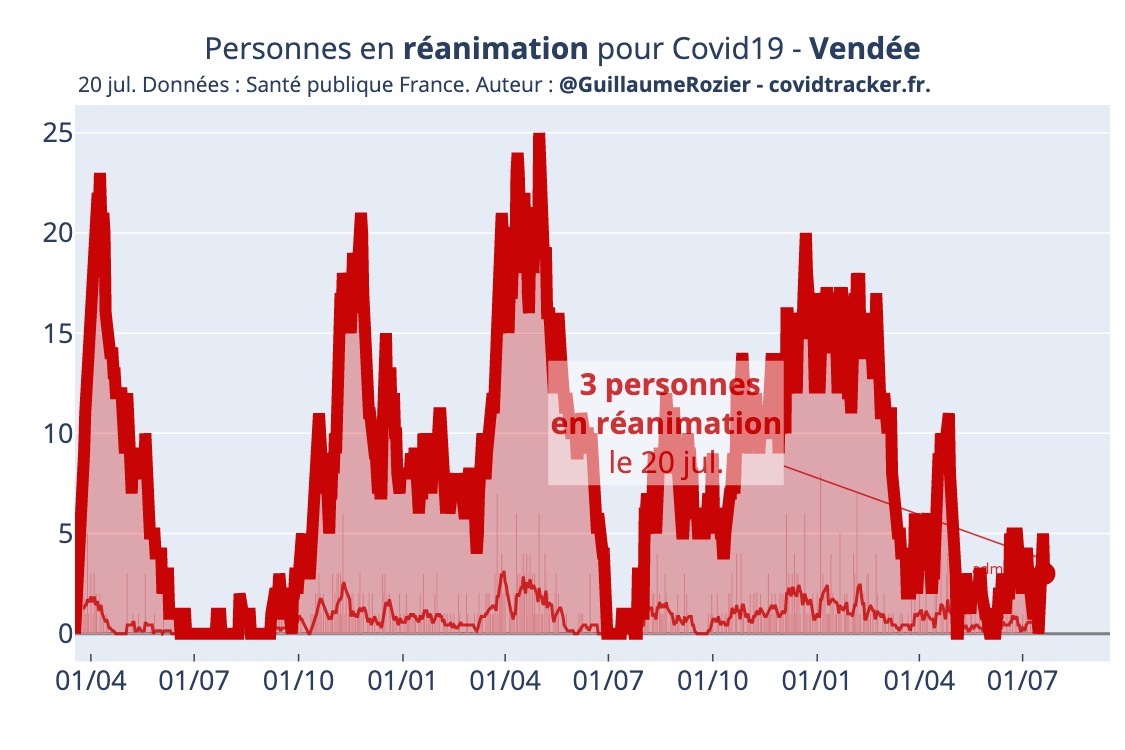 Personnes en réanimation pour Covid19 - Vendée
20 jul. Données : Santé publique France. Auteur : @GuillaumeRozier - covidtracker.fr.
25
20
15
10
5
0
3 personnes
en réanimation
le 20 jul.
01/04 01/07 01/10 01/01 01/04 01/07 01/10 01/01 01/04 01/07